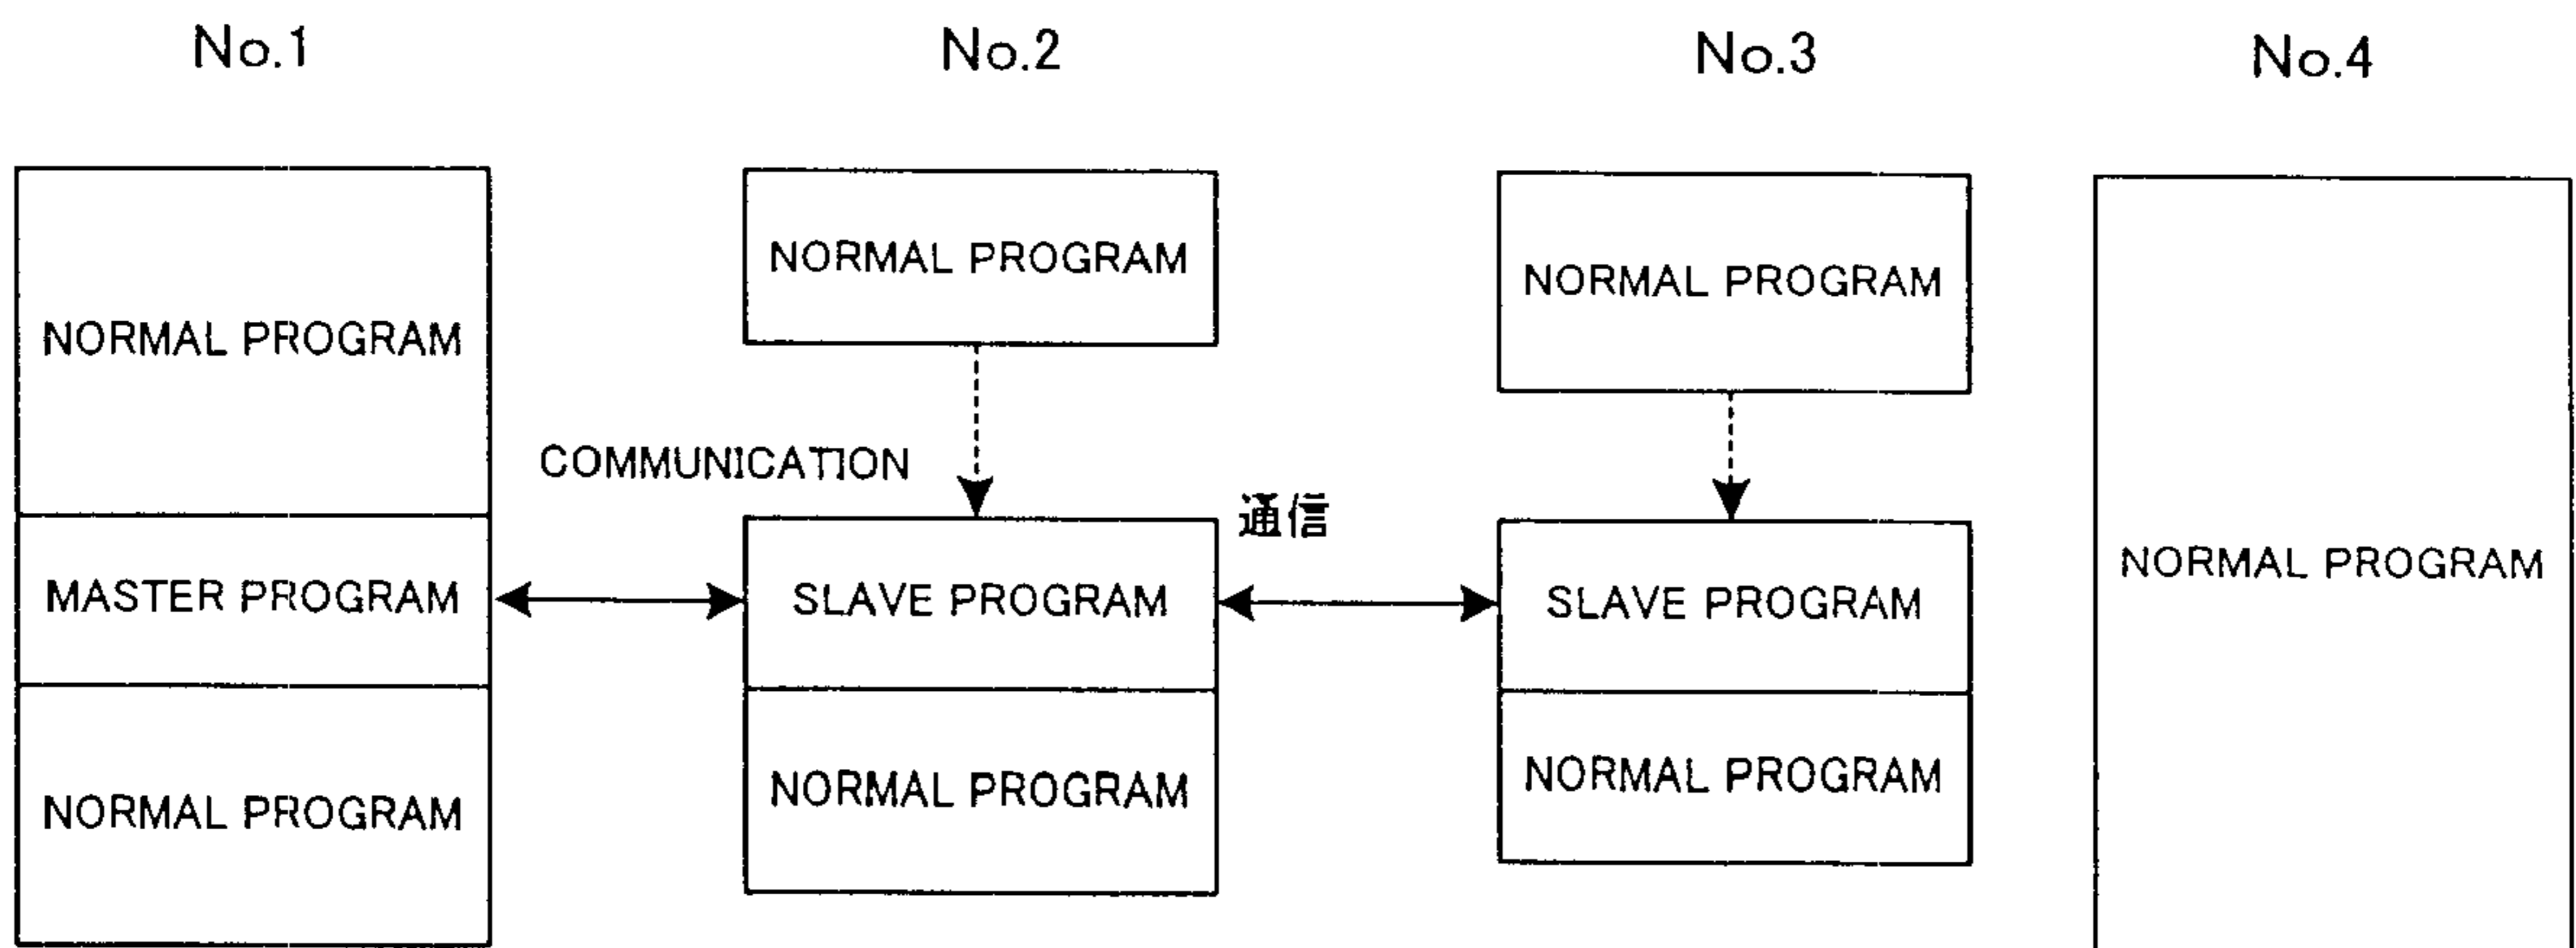 No.1
No.2
No.3
No.4
NORMAL PROGRAM
MASTER PROGRAM
NORMAL PROGRAM
COMMUNICATION
NORMAL PROGRAM
SLAVE PROGRAM
NORMAL PROGRAM
通信
NORMAL PROGRAM
SLAVE PROGRAM
NORMAL PROGRAM
NORMAL PROGRAM